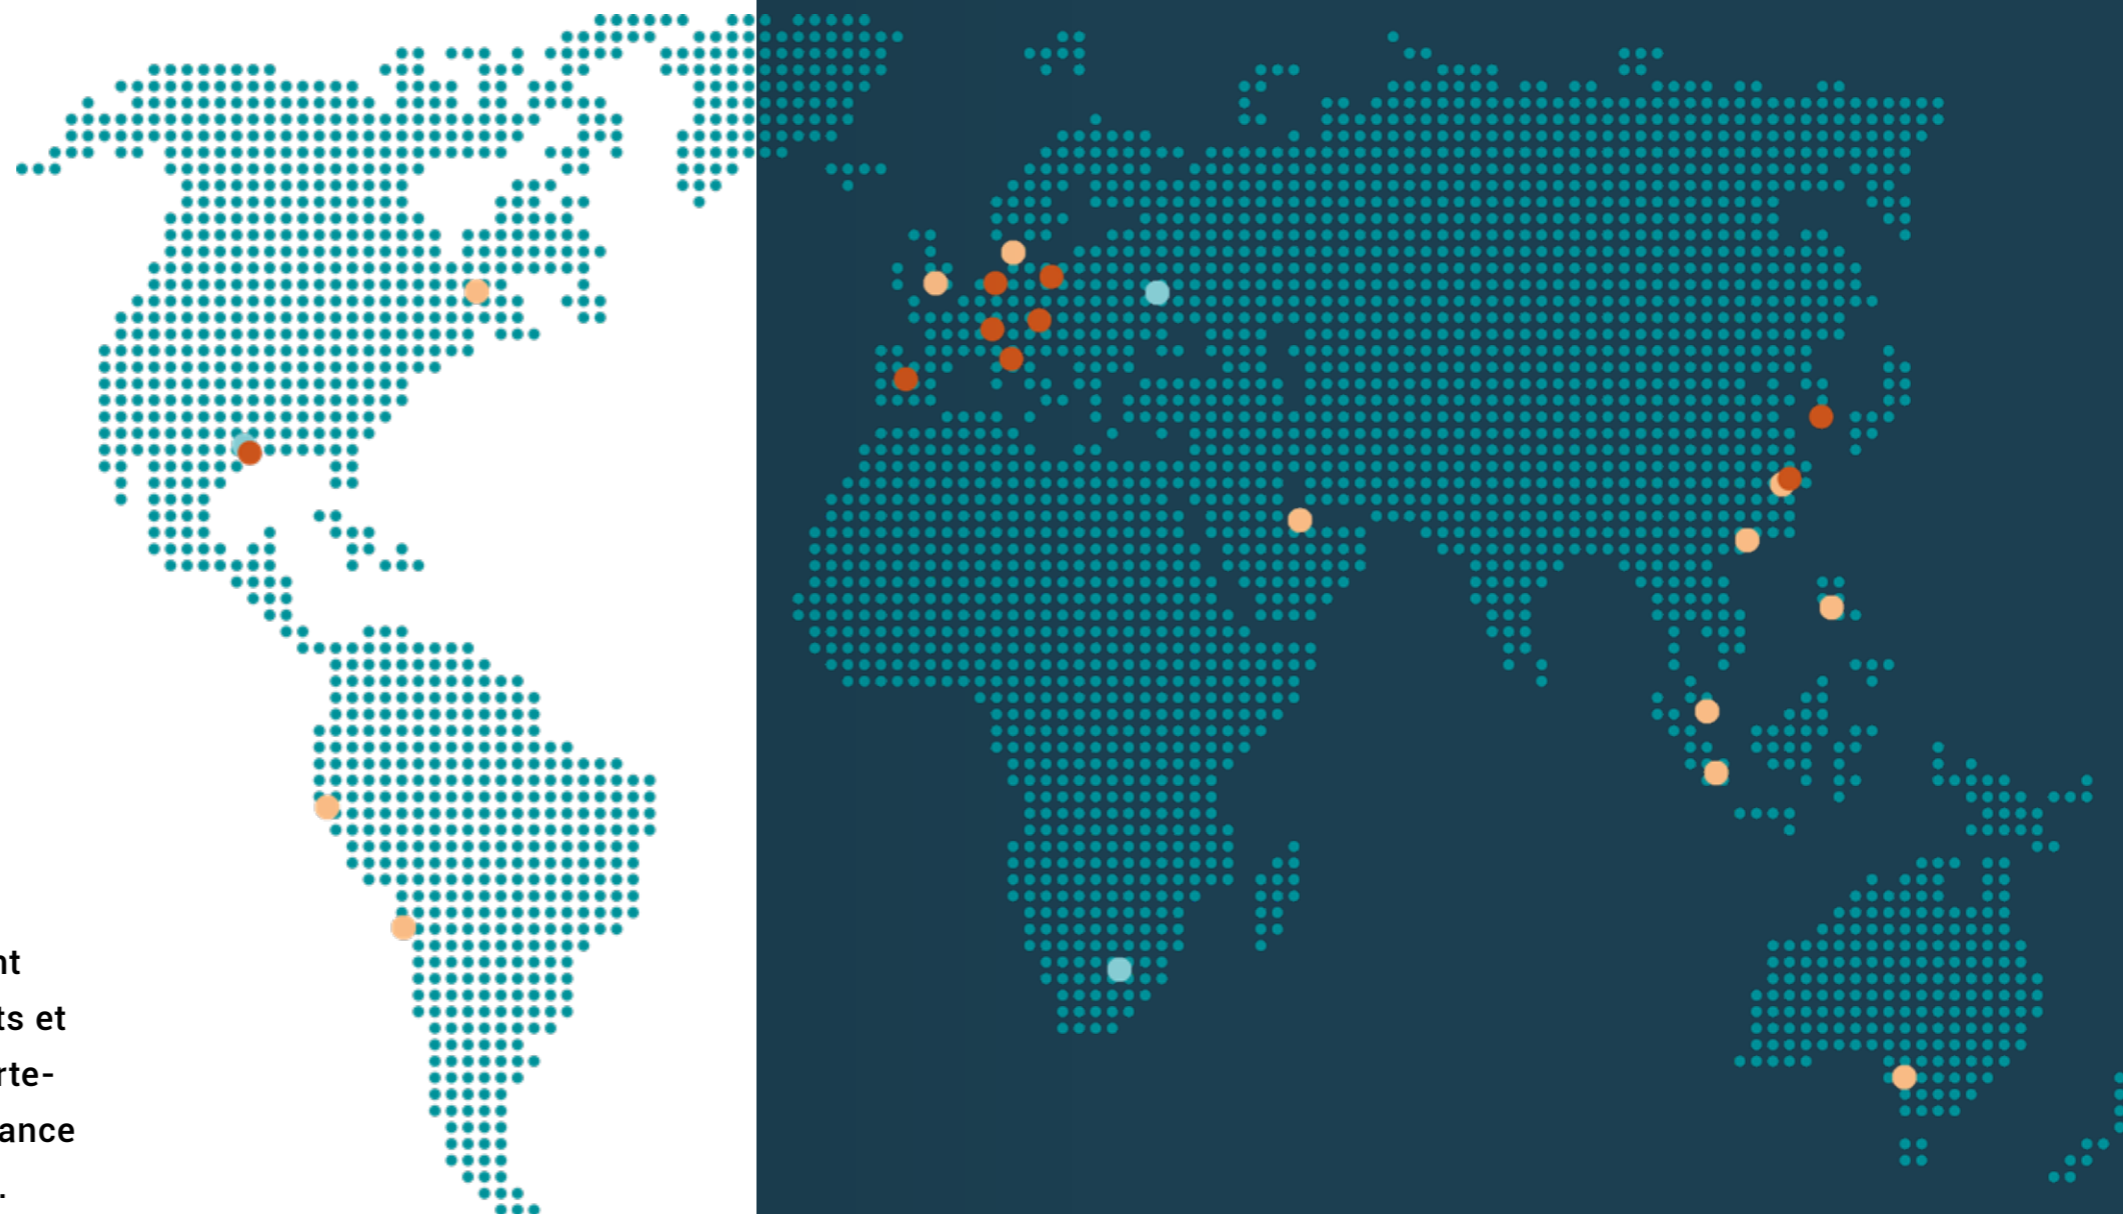 nt
ts et
rte-
ance
.